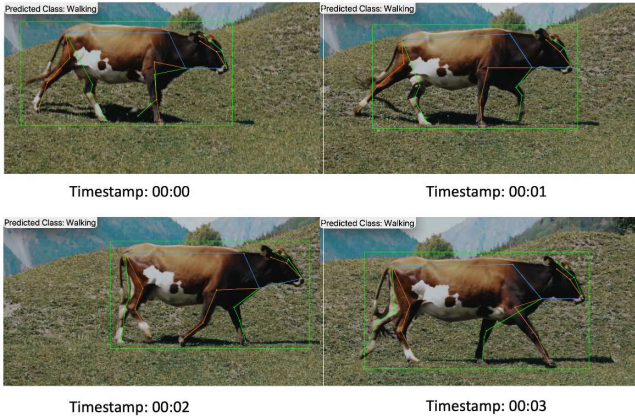 Predicted Class: Walking
Predicted Class: Walking
Timestamp: 00:00
Timestamp: 00:01
Predicted Class: Walking
Predicted Class: Walking
Timestamp: 00:02
Timestamp: 00:03